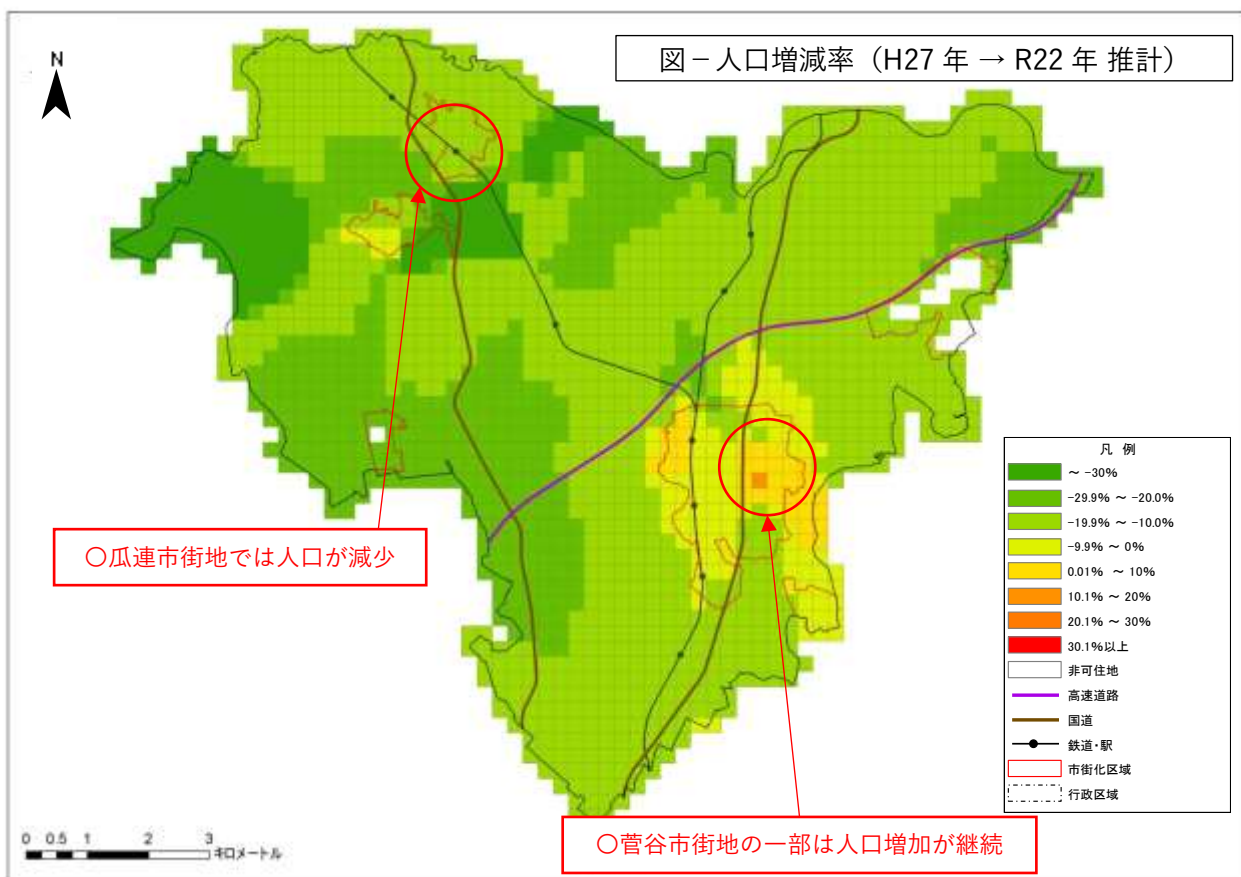 図－人口増減率（H27 年 → R22 年 推計）
N
〇瓜連市街地では人口が減少
凡 例
～ -30%
-29.9% ～ -20.0%
-19.9% ～ -10.0%
-9.9% ～ 0%
0.01% ～ 10%
10.1% ～ 20%
20.1% ～ 30%
30.1%以上
非可住地
高速道路
国道
鉄道・駅
市街化区域
行政区域
〇菅谷市街地の一部は人口増加が継続
0 0.5 1 2 3
キロメートル